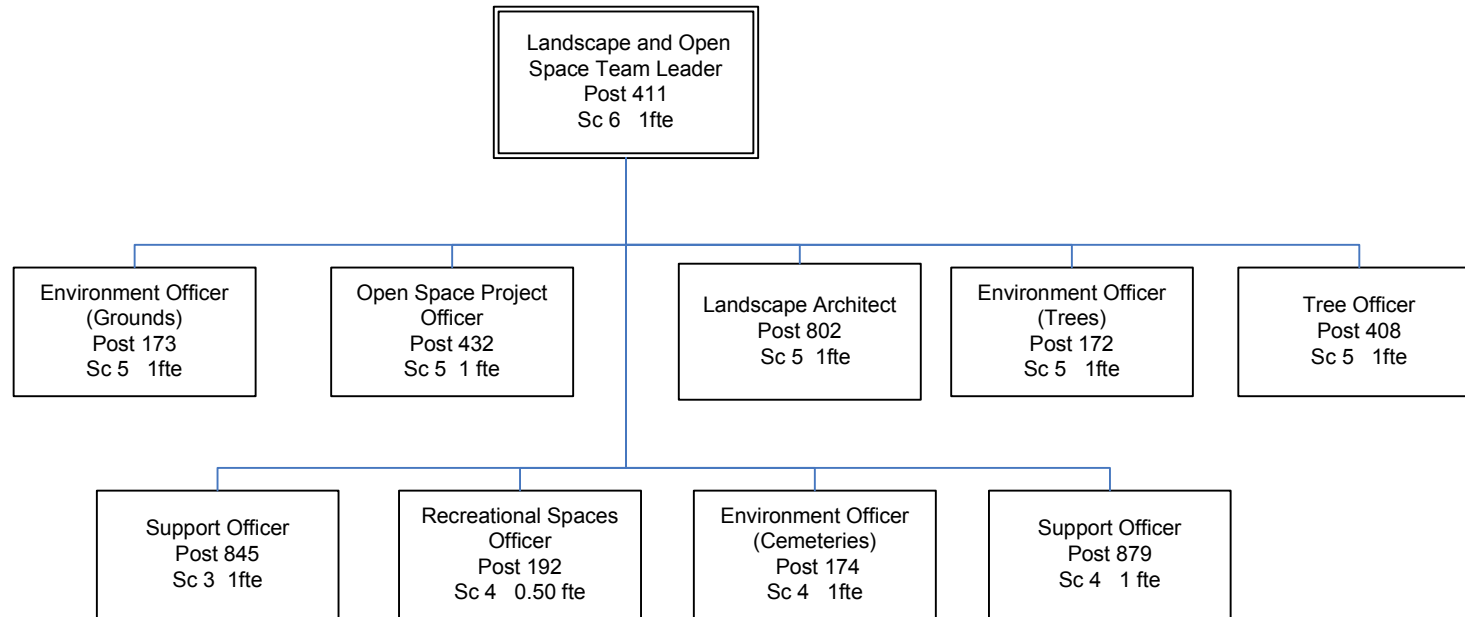 Landscape and Open
Space Team Leader
Post 411
Sc 6 1fte
Environment Officer
(Grounds)
Post 173
Sc 5 1fte
Open Space Project
Officer
Post 432
Sc 5 1 fte
Landscape Architect
Post 802
Sc 5 1fte
Environment Officer
(Trees)
Post 172
Sc 5 1fte
Tree Officer
Post 408
Sc 5 1fte
Support Officer
Post 845
Sc 3 1fte
Recreational Spaces
Officer
Post 192
Sc 4 0.50 fte
Environment Officer
(Cemeteries)
Post 174
Sc 4 1fte
Support Officer
Post 879
Sc 4 1 fte